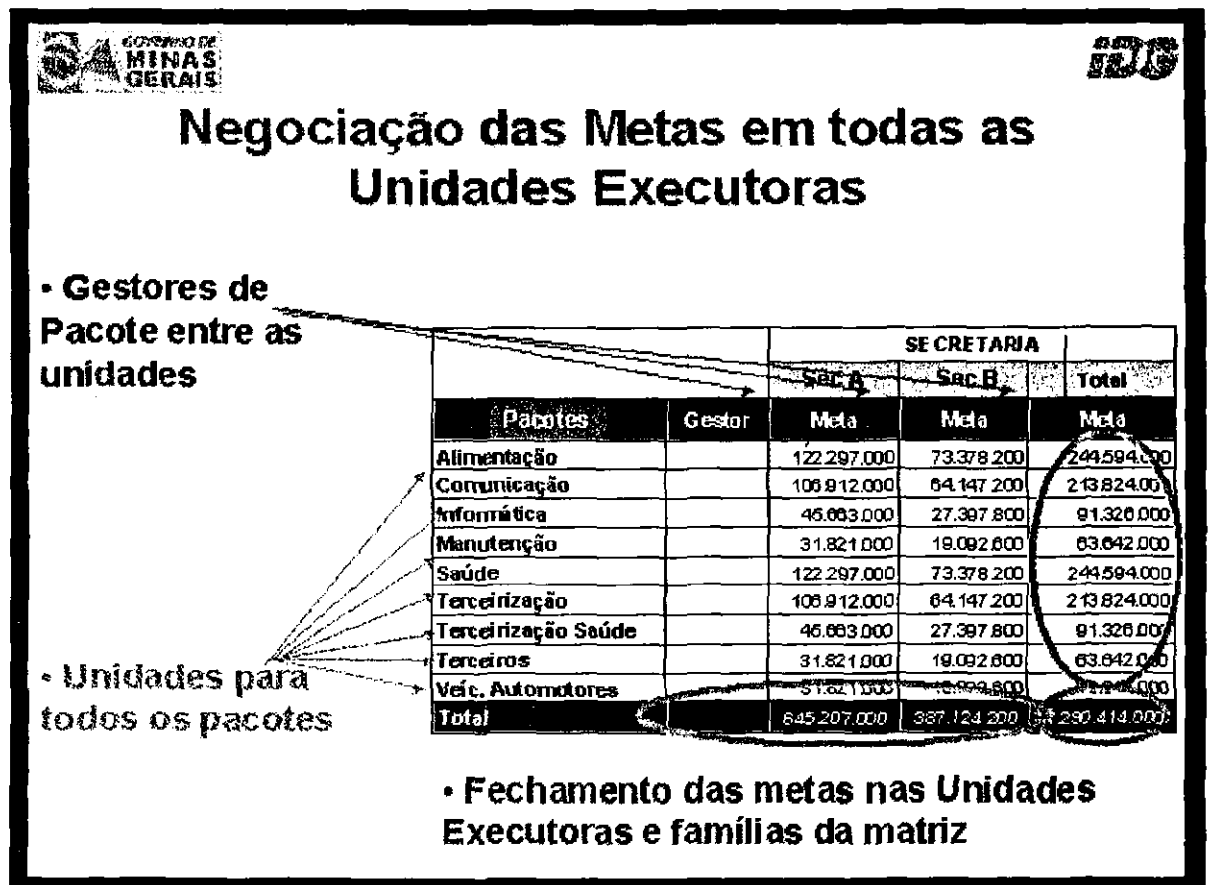 GOVERNO DE
MINAS
GERAIS
Negociação das Metas em todas as
Unidades Executoras
• Gestores de
Pacote entre as
unidades
SECRETARIA
Sec.A Sec.B Total
Pacotes Gestor Meta Meta Meta
Alimentação 122.297.000 73.378.200 244.594.000
Comunicação 106.912.000 64.147.200 213.824.000
Informática 45.663.000 27.397.800 91.326.000
Manutenção 31.821.000 19.092.600 63.642.000
Saúde 122.297.000 73.378.200 244.594.000
Terceirização 106.912.000 64.147.200 213.824.000
Terceirização Saúde 45.663.000 27.397.800 91.326.000
Terceiros 31.821.000 19.092.600 63.642.000
Veíc. Automotores 31.821.000
Total 645.207.000 387.124.200
• Unidades para
todos os pacotes
• Fechamento das metas nas Unidades
Executoras e famílias da matriz